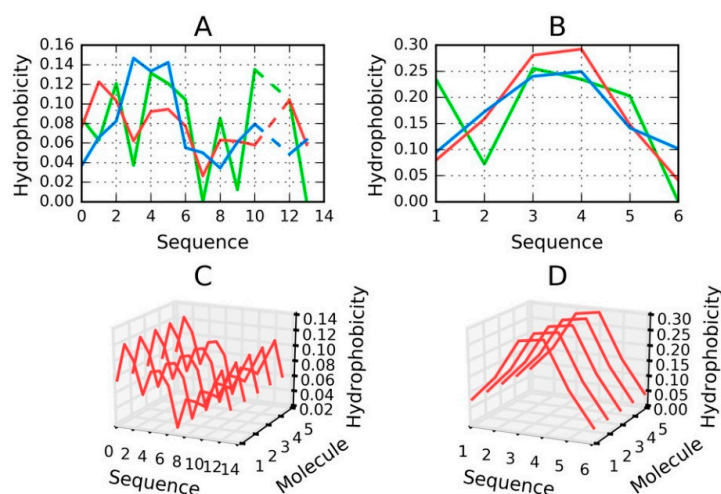 A
B
Hydrophobicity
0.16
0.14
0.12
0.10
0.08
0.06
0.04
0.02
0.00
0 2 4 6 8 10 12 14
Sequence
Hydrophobicity
0.30
0.25
0.20
0.15
0.10
0.05
0.00
1 2 3 4 5 6
Sequence
C
D
0.14
0.12
0.10
0.08
0.06
0.04
0.02
Hydrophobicity
0 2 4 6 8 10 12 14
Sequence
1 2 3 4 5
Molecule
0.30
0.25
0.20
0.15
0.10
0.05
0.00
Hydrophobicity
1 2 3 4 5 6
Sequence
1 2 3 4 5
Molecule